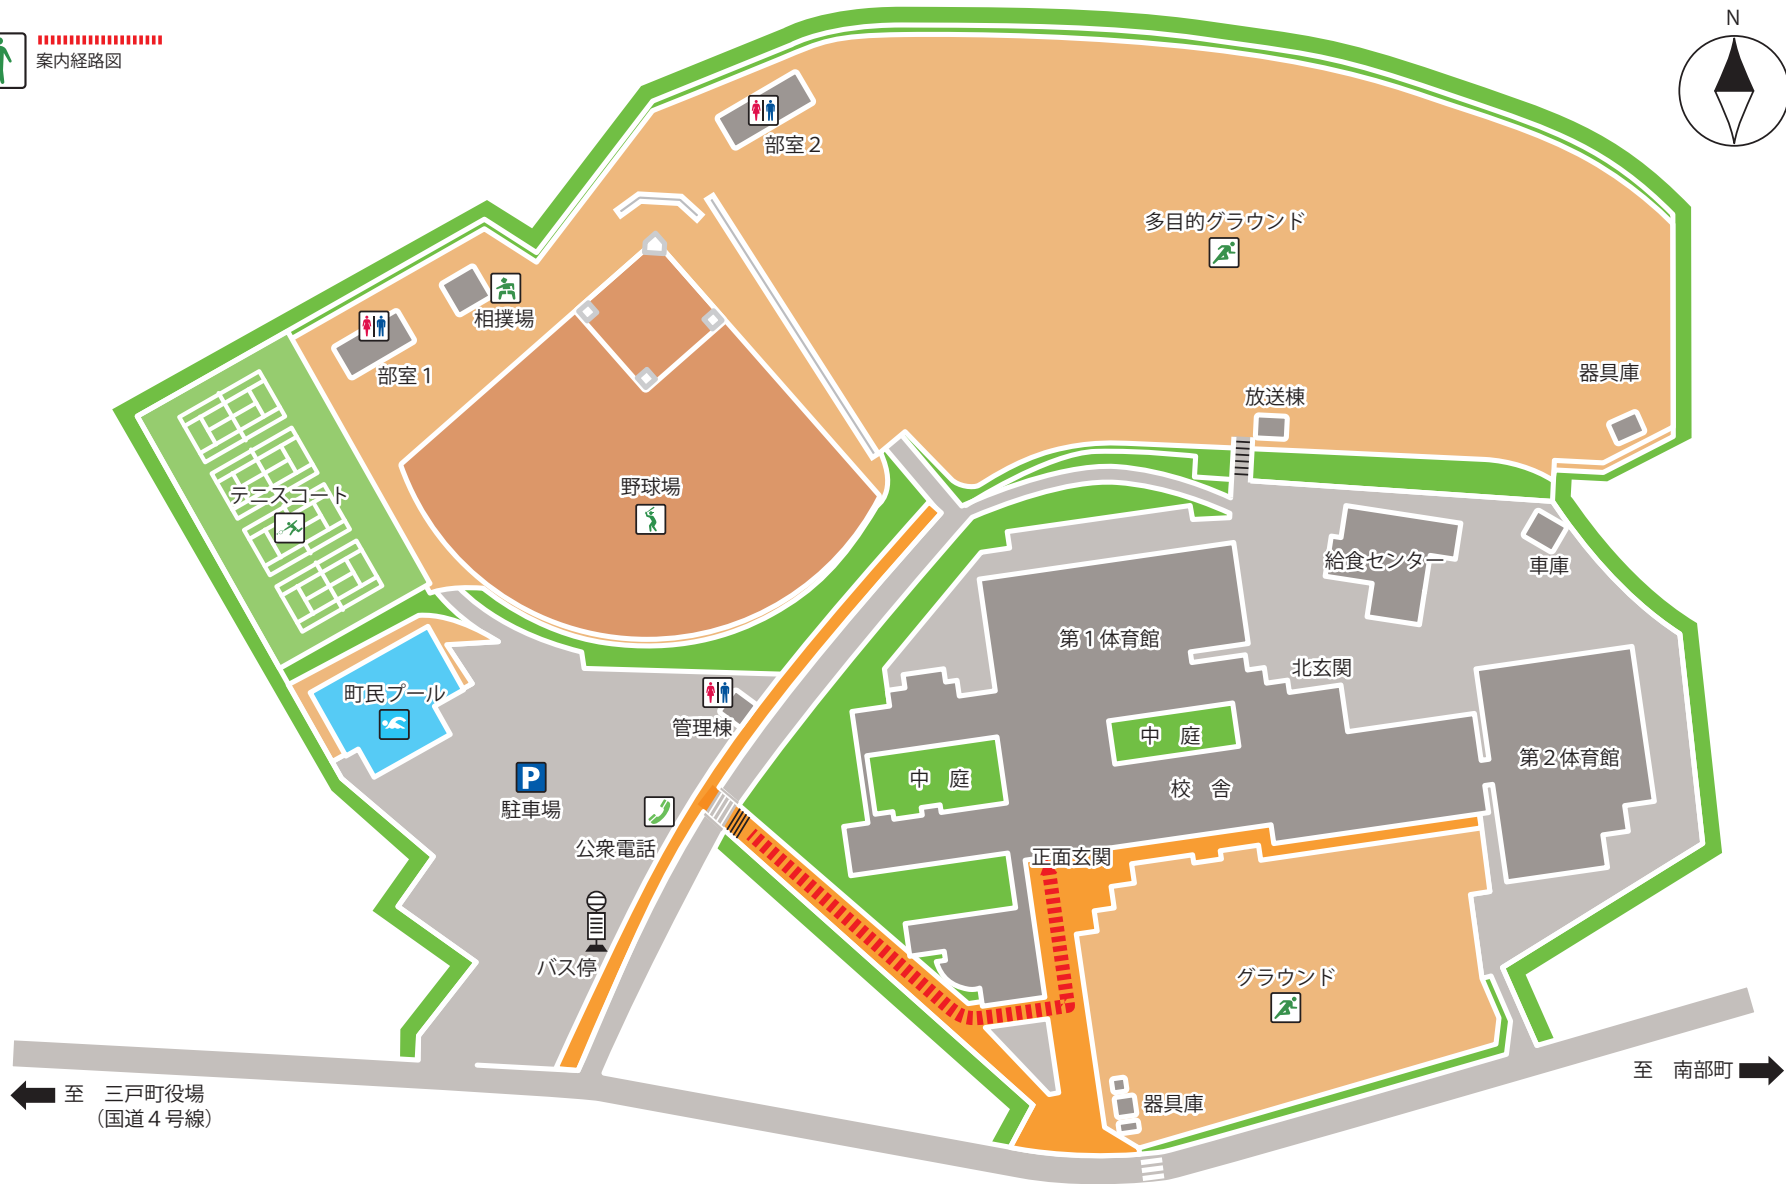 案内経路図
N
部室２
多目的グラウンド
相撲場
部室１
器具庫
放送棟
野球場
テニスコート
給食センター
車庫
第１体育館
北玄関
町民プール
管理棟
中　庭
第２体育館
中　庭
校　舎
P
駐車場
公衆電話
正面玄関
バス停
グラウンド
至　南部町
至　三戸町役場
（国道４号線）
器具庫